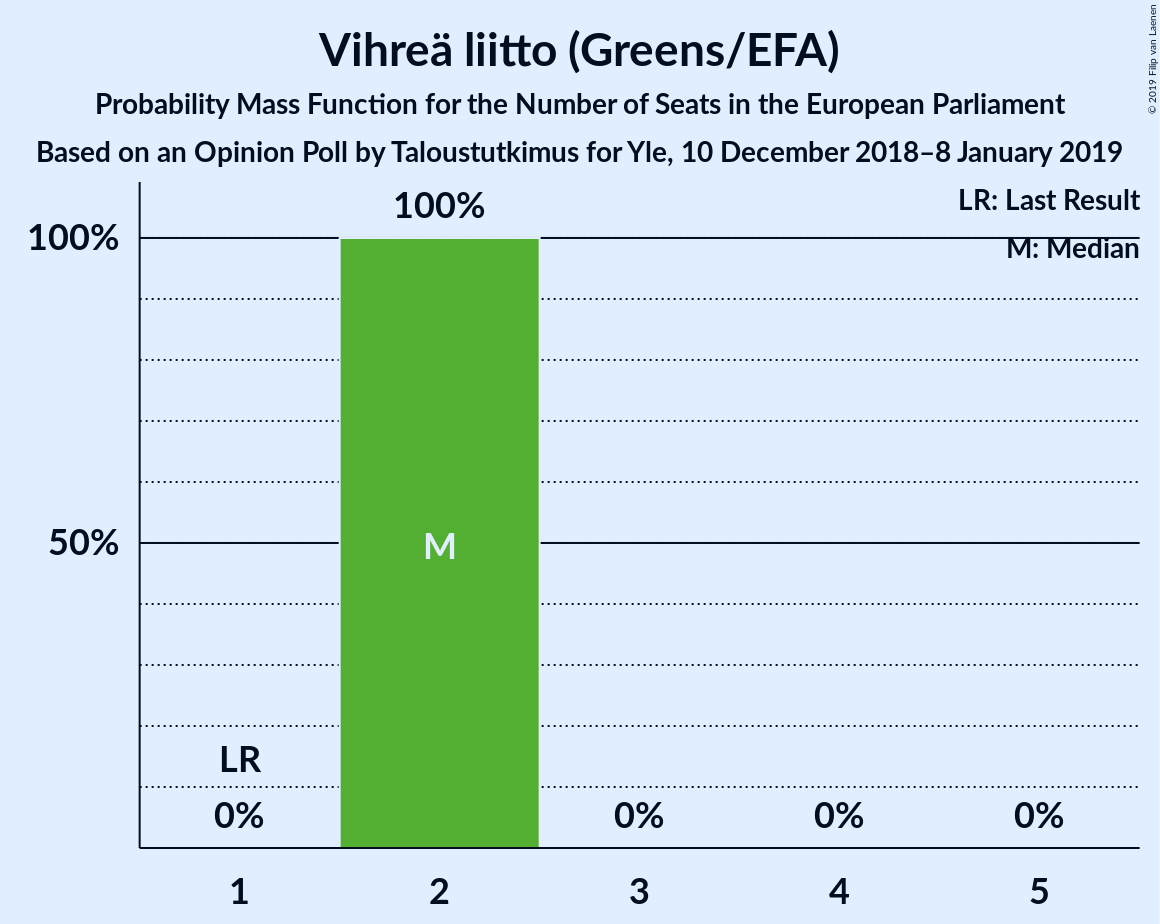 Vihreä liitto (Greens/EFA)
Probability Mass Function for the Number of Seats in the European Parliament
Based on an Opinion Poll by Taloustutkimus for Yle, 10 December 2018–8 January 2019
© 2019 Filip van Laenen
LR: Last Result
M: Median
100%
100%
50%
M
LR
0%
0%
0%
0%
1
2
3
4
5